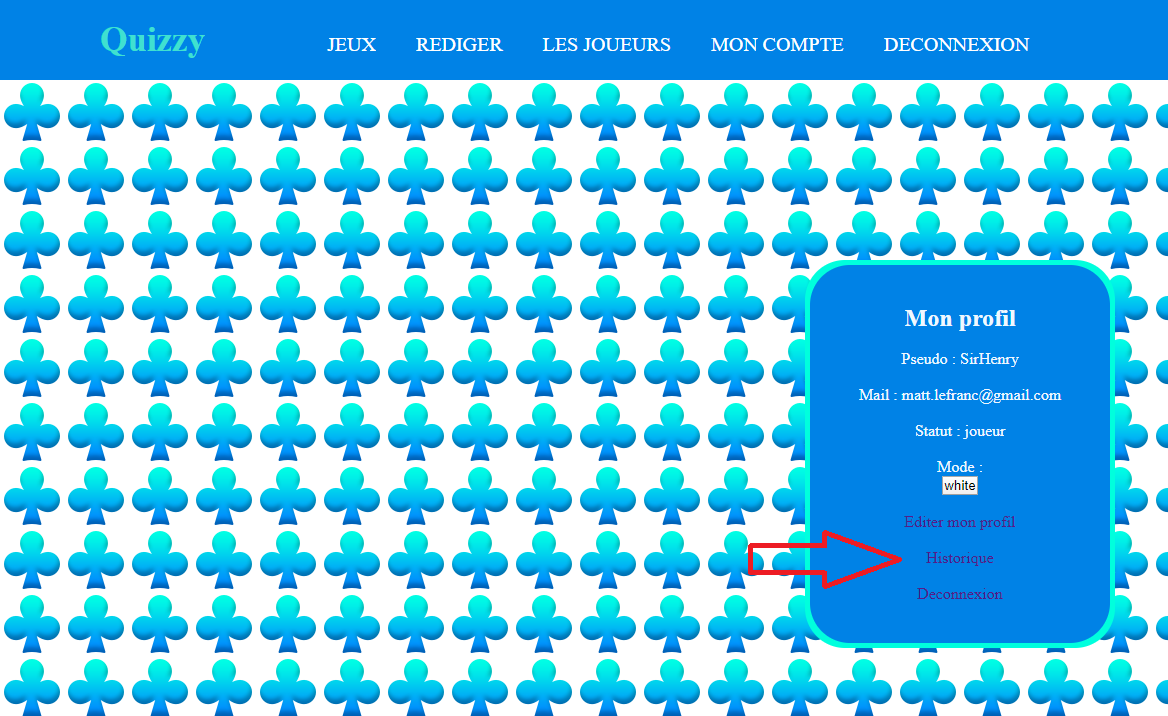 Quizzy
JEUX REDIGER LES JOUEURS MON COMPTE DECONNEXION
Mon profil
Pseudo : SirHenry
Mail : matt.lefranc@gmail.com
Statut : joueur
Mode :
white
Editer mon profil
Historique
Deconnexion